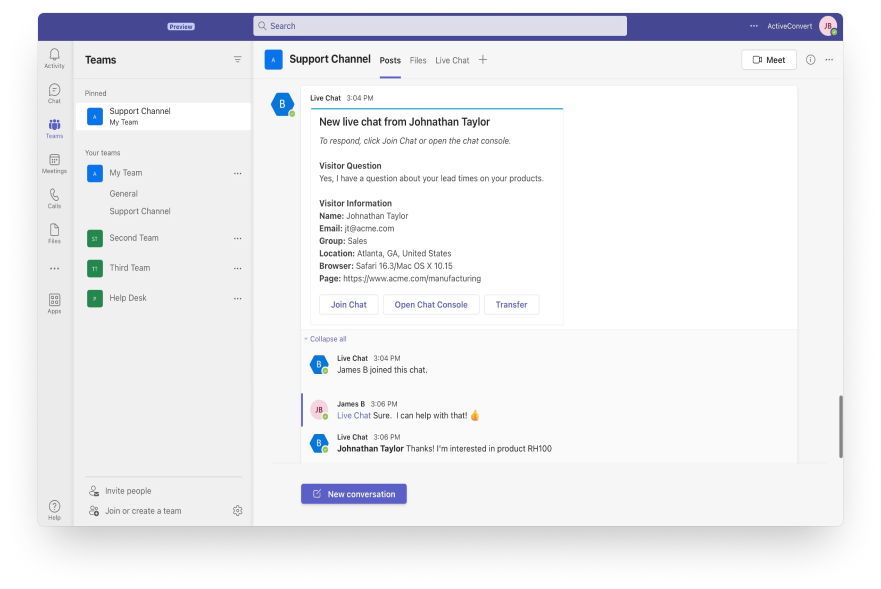 Preview
Search
ActiveConvert
JB
Activity
Chat
Teams
Meetings
Calls
Files
Apps
Help
Teams
Pinned
A
Support Channel
My Team
Your teams
A
My Team
General
Support Channel
ST
Second Team
TT
Third Team
P
Help Desk
Invite people
Join or create a team
A
Support Channel
Posts
Files
Live Chat
Meet
B
Live Chat 3:04 PM
New live chat from Johnathan Taylor
To respond, click Join Chat or open the chat console.
Visitor Question
Yes, I have a question about your lead times on your products.
Visitor Information
Name: Johnathan Taylor
Email: jt@acme.com
Group: Sales
Location: Atlanta, GA, United States
Browser: Safari 16.3/Mac OS X 10.15
Page: https://www.acme.com/manufacturing
Join Chat
Open Chat Console
Transfer
Collapse all
B
Live Chat 3:04 PM
James B joined this chat.
JB
James B 3:06 PM
Live Chat Sure. I can help with that!
B
Live Chat 3:06 PM
Johnathan Taylor Thanks! I'm interested in product RH100
New conversation